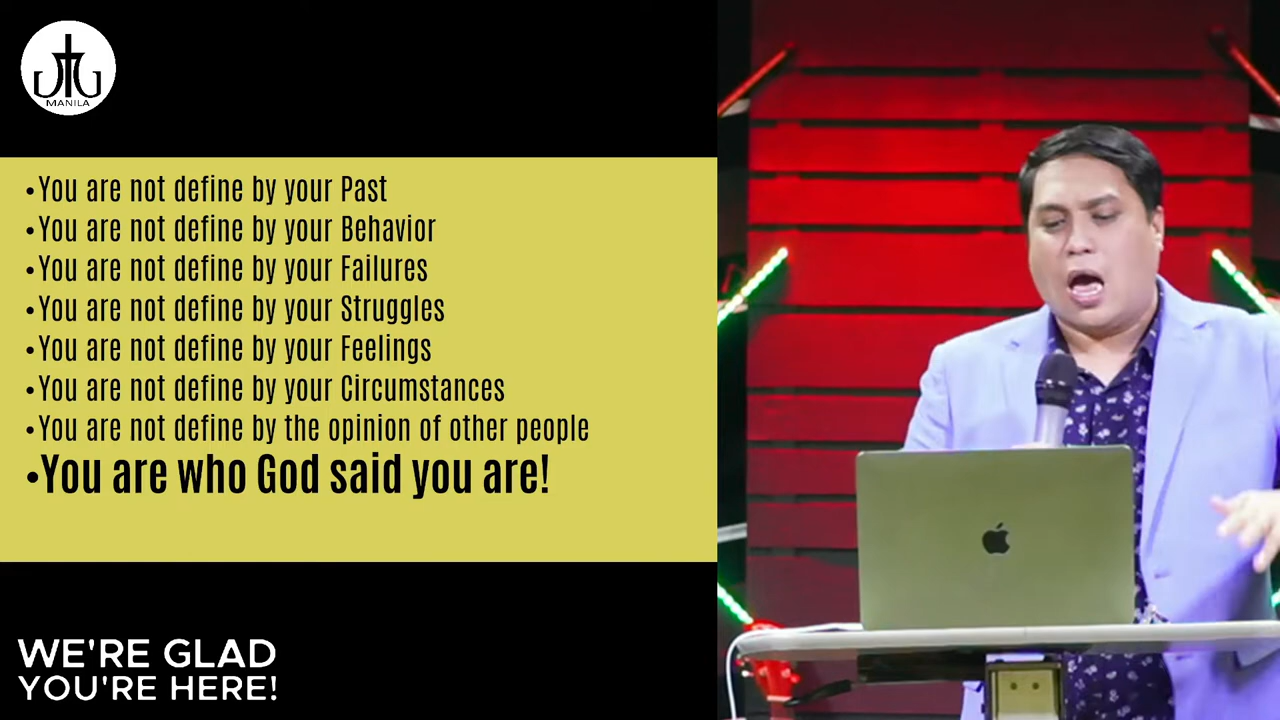 MANILA
•You are not define by your Past
•You are not define by your Behavior
•You are not define by your Failures
•You are not define by your Struggles
•You are not define by your Feelings
•You are not define by your Circumstances
•You are not define by the opinion of other people
•You are who God said you are!
WE'RE GLAD
YOU'RE HERE!